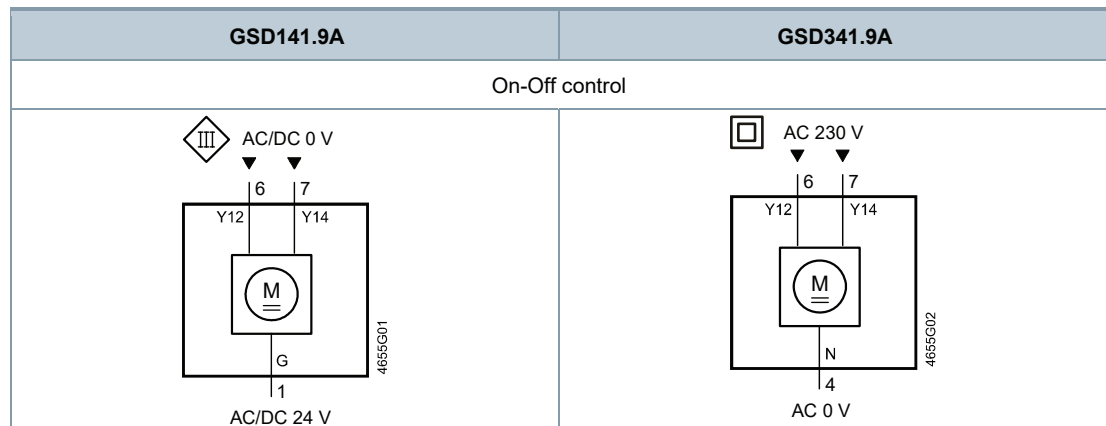 GSD141.9A
GSD341.9A
On-Off control
III AC/DC 0 V
6 7
Y12 Y14
M
G
1
AC/DC 24 V
4655G01
AC 230 V
6 7
Y12 Y14
M
N
4
AC 0 V
4655G02